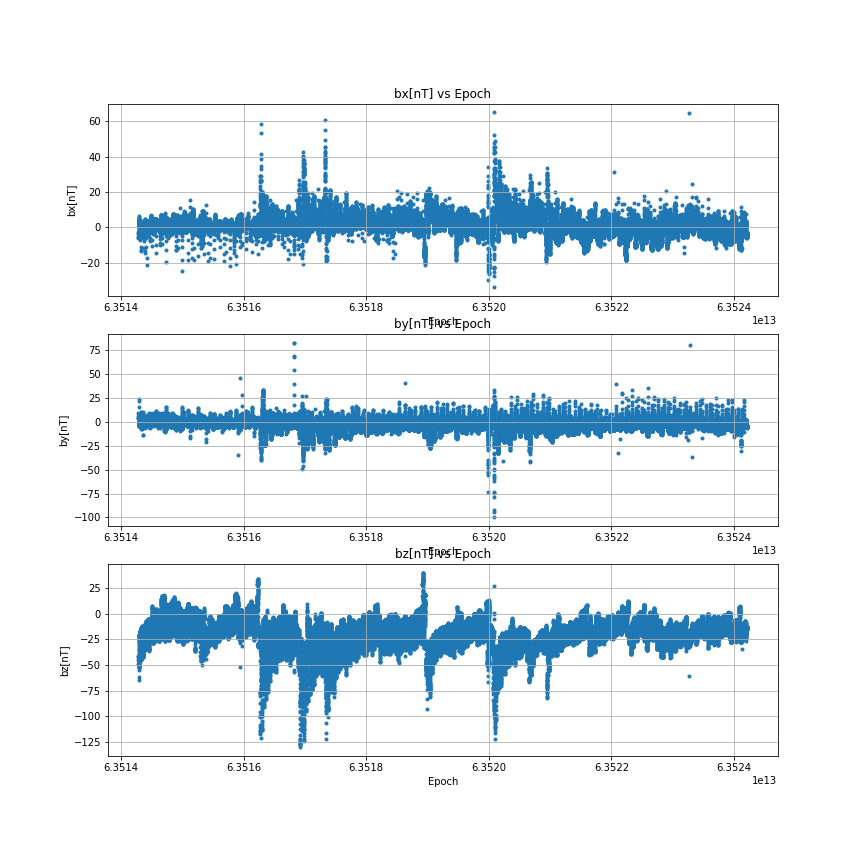 bx[nT] vs Epoch
60
40
20
0
−20
bx[nT]
6.3514 6.3516 6.3518 6.3520 6.3522 6.3524
1e13
Epoch
by[nT] vs Epoch
75
50
25
0
−25
−50
−75
−100
by[nT]
6.3514 6.3516 6.3518 6.3520 6.3522 6.3524
1e13
Epoch
bz[nT] vs Epoch
25
0
−25
−50
−75
−100
−125
bz[nT]
6.3514 6.3516 6.3518 6.3520 6.3522 6.3524
1e13
Epoch